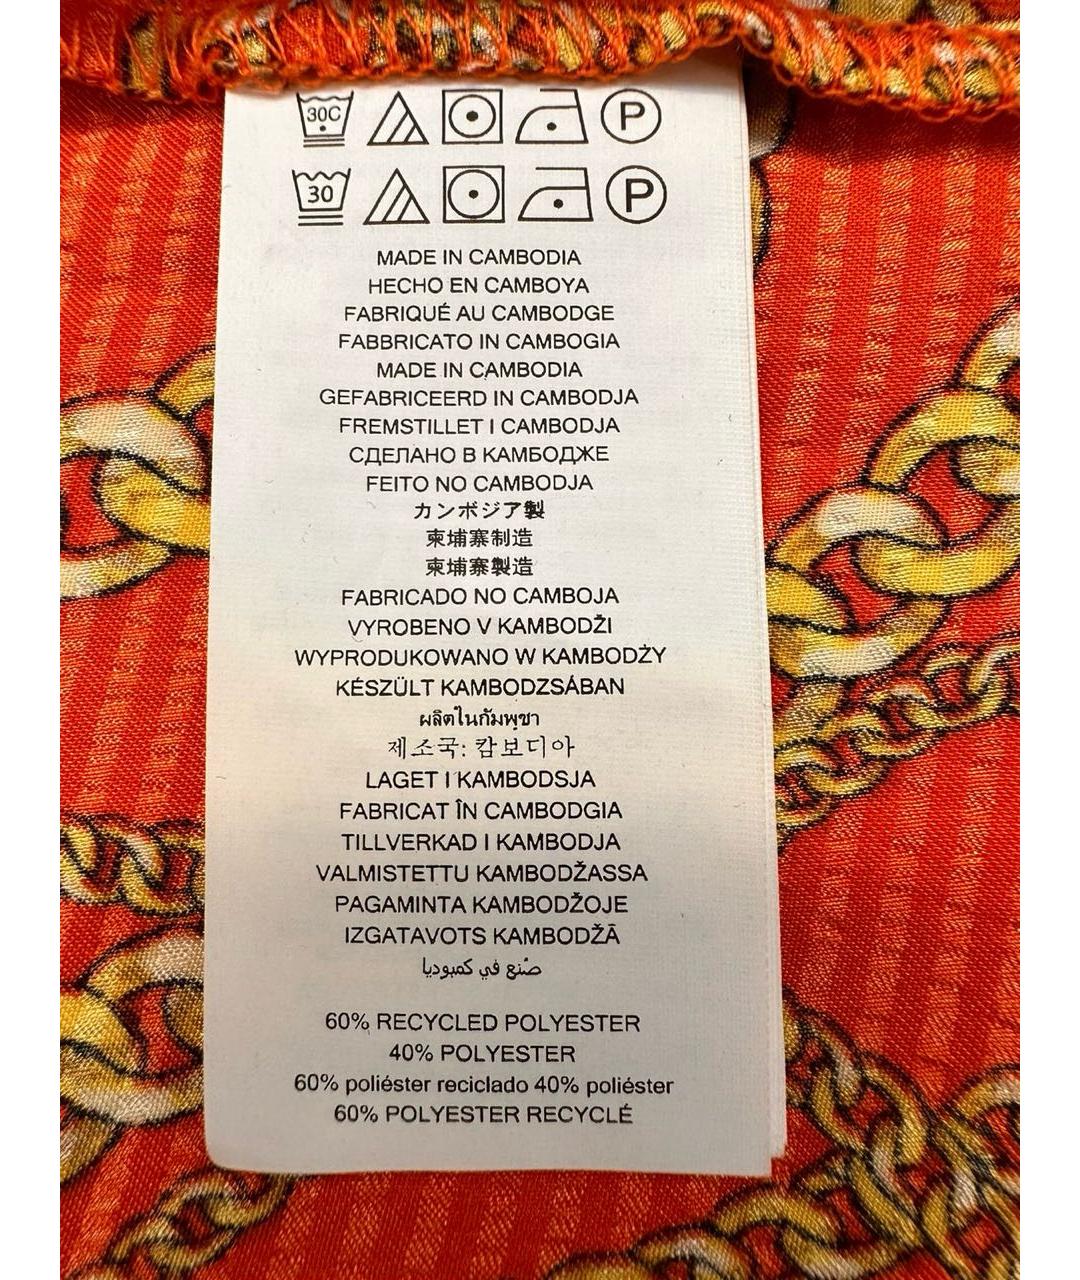 30C P
30 P
MADE IN CAMBODIA
HECHO EN CAMBOYA
FABRIQUÉ AU CAMBODGE
FABBRICATO IN CAMBOGIA
MADE IN CAMBODIA
GEFABRICEERD IN CAMBODJA
FREMSTILLET I CAMBODJA
СДЕЛАНО В КАМБОДЖЕ
FEITO NO CAMBODJA
カンボジア製
柬埔寨制造
柬埔寨製造
FABRICADO NO CAMBOJA
VYROBENO V KAMBODŽI
WYPRODUKOWANO W KAMBODŻY
KÉSZÜLT KAMBODZSÁBAN
ผลิตในกัมพูชา
제조국: 캄보디아
LAGET I KAMBODSJA
FABRICAT ÎN CAMBODGIA
TILLVERKAD I KAMBODJA
VALMISTETTU KAMBODŽASSA
PAGAMINTA KAMBODŽOJE
IZGATAVOTS KAMBODŽĀ
صُنع في كمبوديا
60% RECYCLED POLYESTER
40% POLYESTER
60% poliéster reciclado 40% poliéster
60% POLYESTER RECYCLÉ